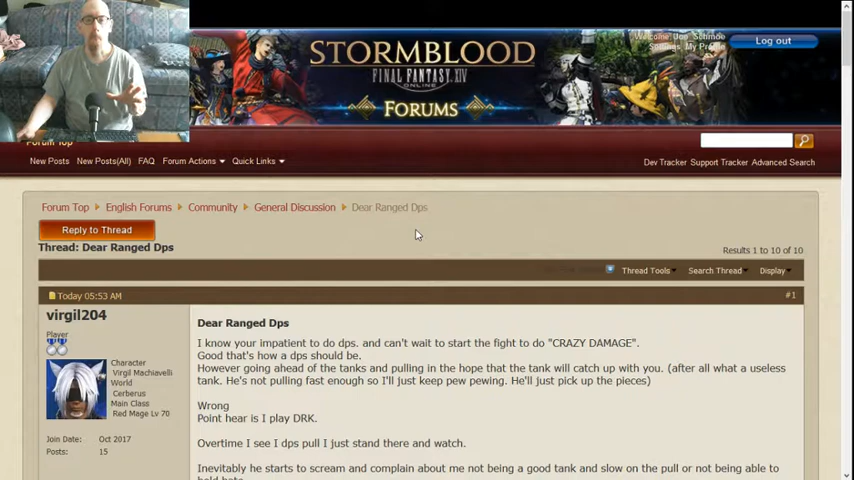 STORMBLOOD
FINAL FANTASY XIV
ONLINE
FORUMS
Welcome, Joe Schmoe
Settings My Profile
Log out
Forum Top
New Posts New Posts(All) FAQ Forum Actions Quick Links
Dev Tracker Support Tracker Advanced Search
Forum Top English Forums Community General Discussion Dear Ranged Dps
Reply to Thread
Thread: Dear Ranged Dps
Results 1 to 10 of 10
Thread Tools Search Thread Display
Today 05:53 AM
#1
virgil204
Player
Character
Virgil Machiavelli
World
Cerberus
Main Class
Red Mage Lv 70
Join Date: Oct 2017
Posts: 15
Dear Ranged Dps
I know your impatient to do dps. and can't wait to start the fight to do "CRAZY DAMAGE".
Good that's how a dps should be.
However going ahead of the tanks and pulling in the hope that the tank will catch up with you. (after all what a useless
tank. He's not pulling fast enough so I'll just keep pew pewing. He'll just pick up the pieces)
Wrong
Point hear is I play DRK.
Overtime I see I dps pull I just stand there and watch.
Inevitably he starts to scream and complain about me not being a good tank and slow on the pull or not being able to
hold hate.